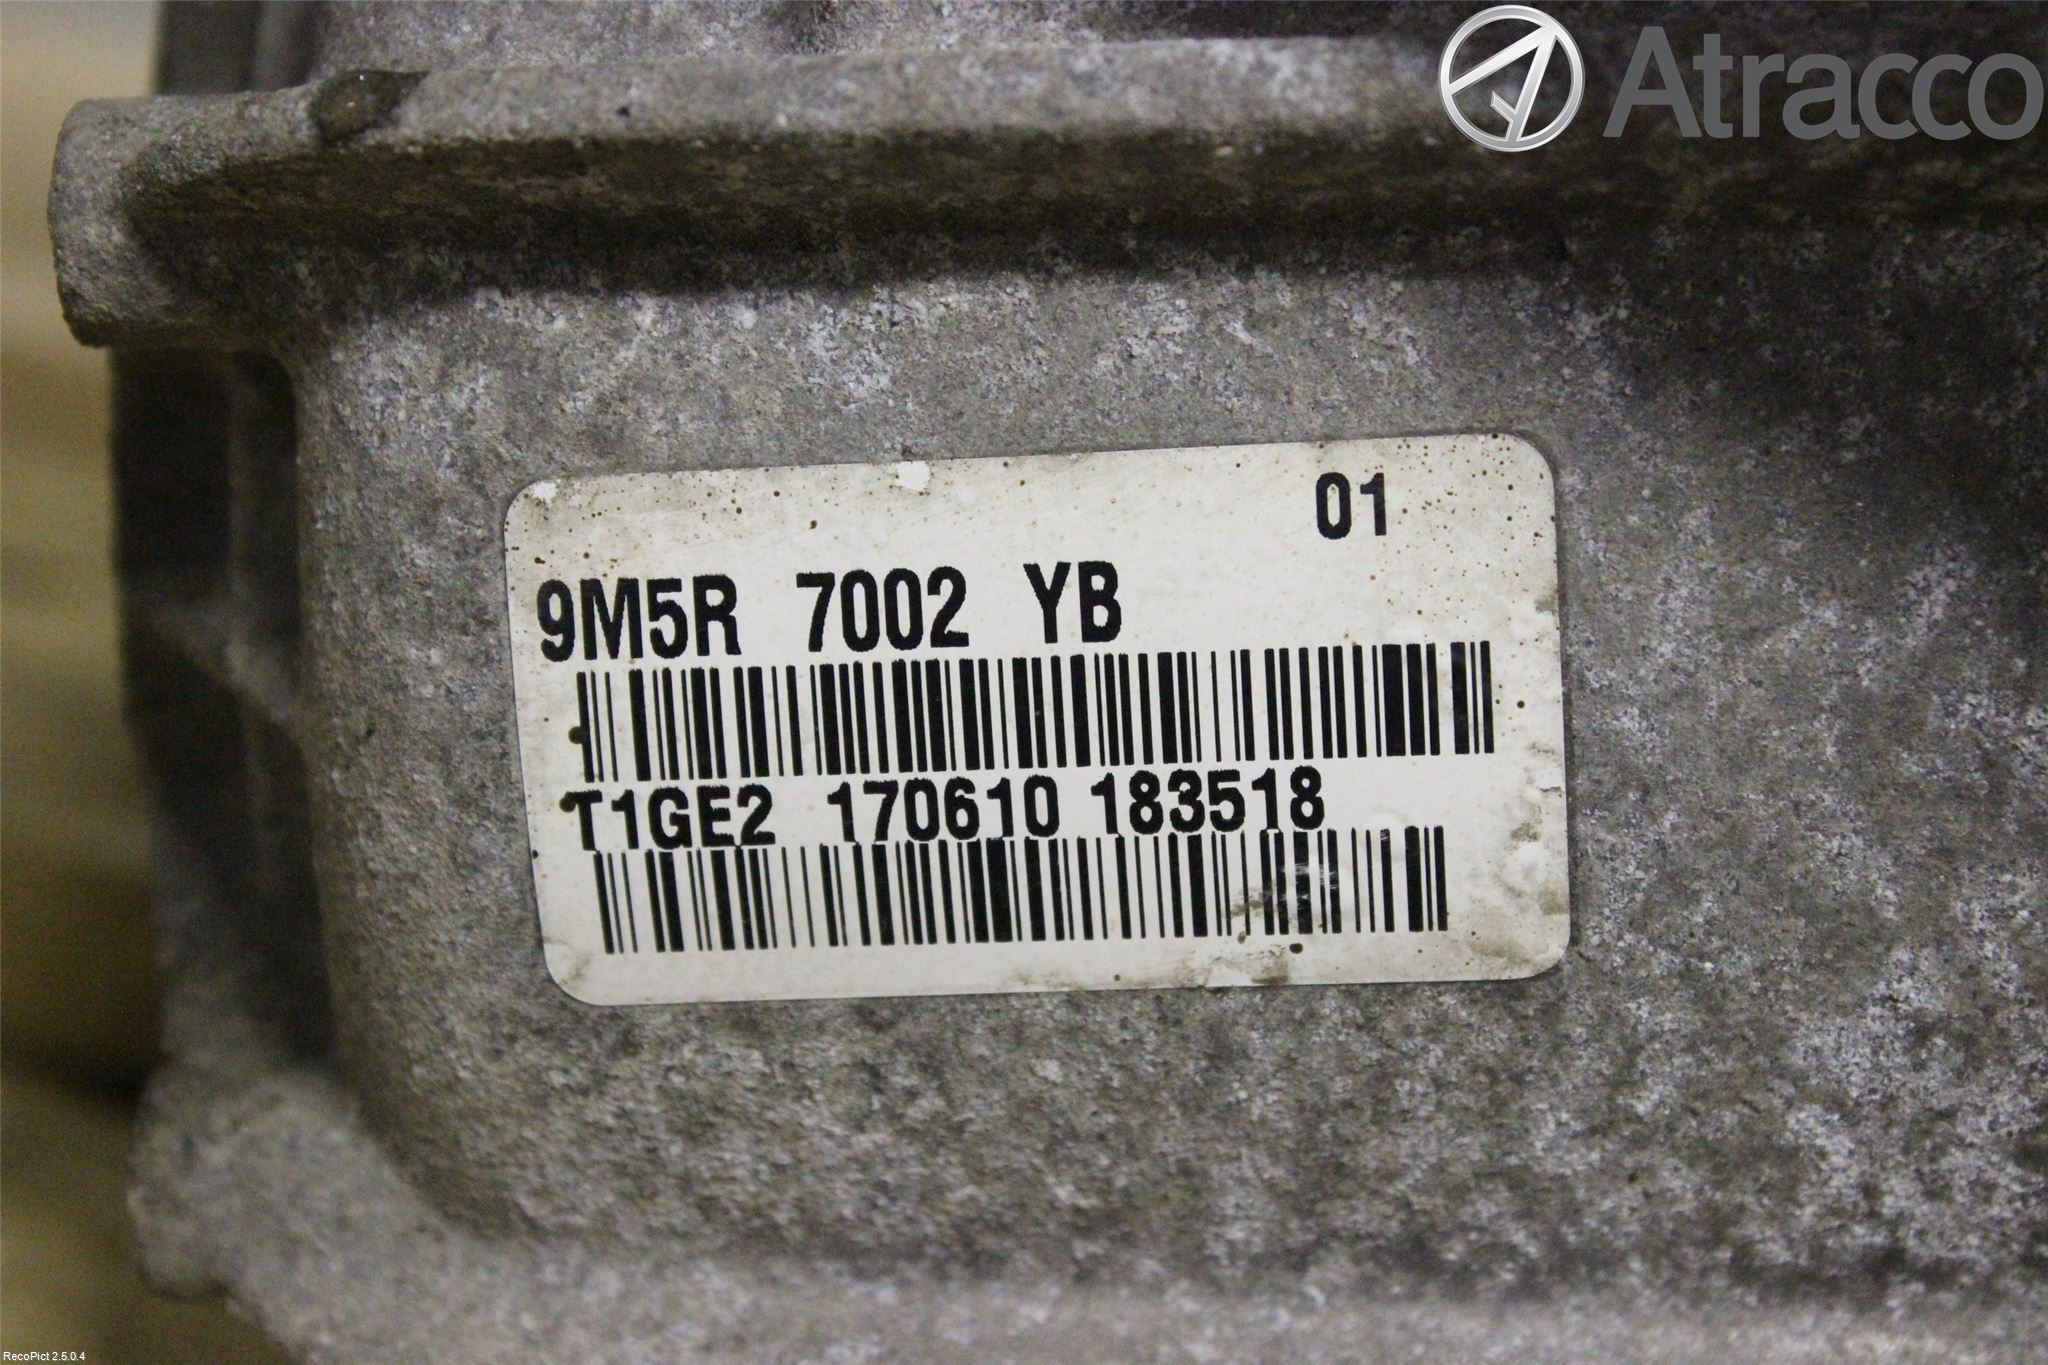 Atracco
01
9M5R 7002 YB
T1GE2 170610 183518
RecoPict 2.5.0.4